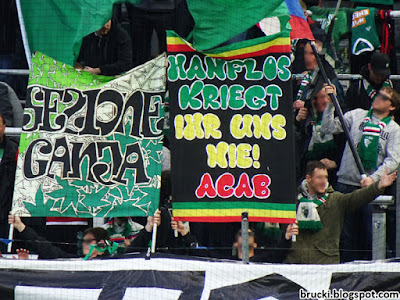 SEZIONE
GANJA
HANFLOS
KRIEGT
IHR UNS
NIE!
ACAB
brucki.blogspot.com